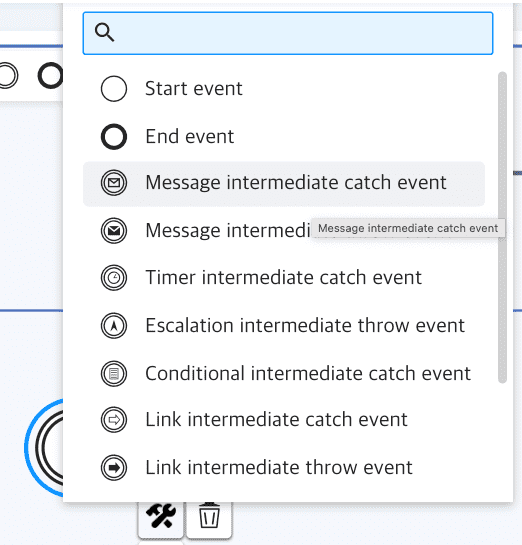 Start event
End event
Message intermediate catch event
Message intermedi
Message intermediate catch event
Timer intermediate catch event
Escalation intermediate throw event
Conditional intermediate catch event
Link intermediate catch event
Link intermediate throw event